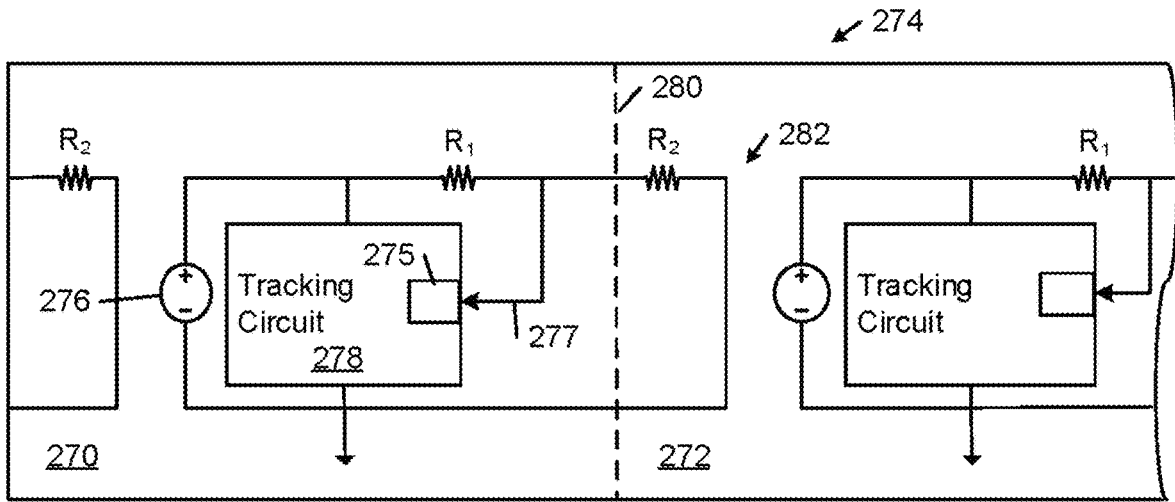 274
280
R₂
R₁
R₂
282
R₁
275
276
Tracking
Circuit
278
277
Tracking
Circuit
270
272